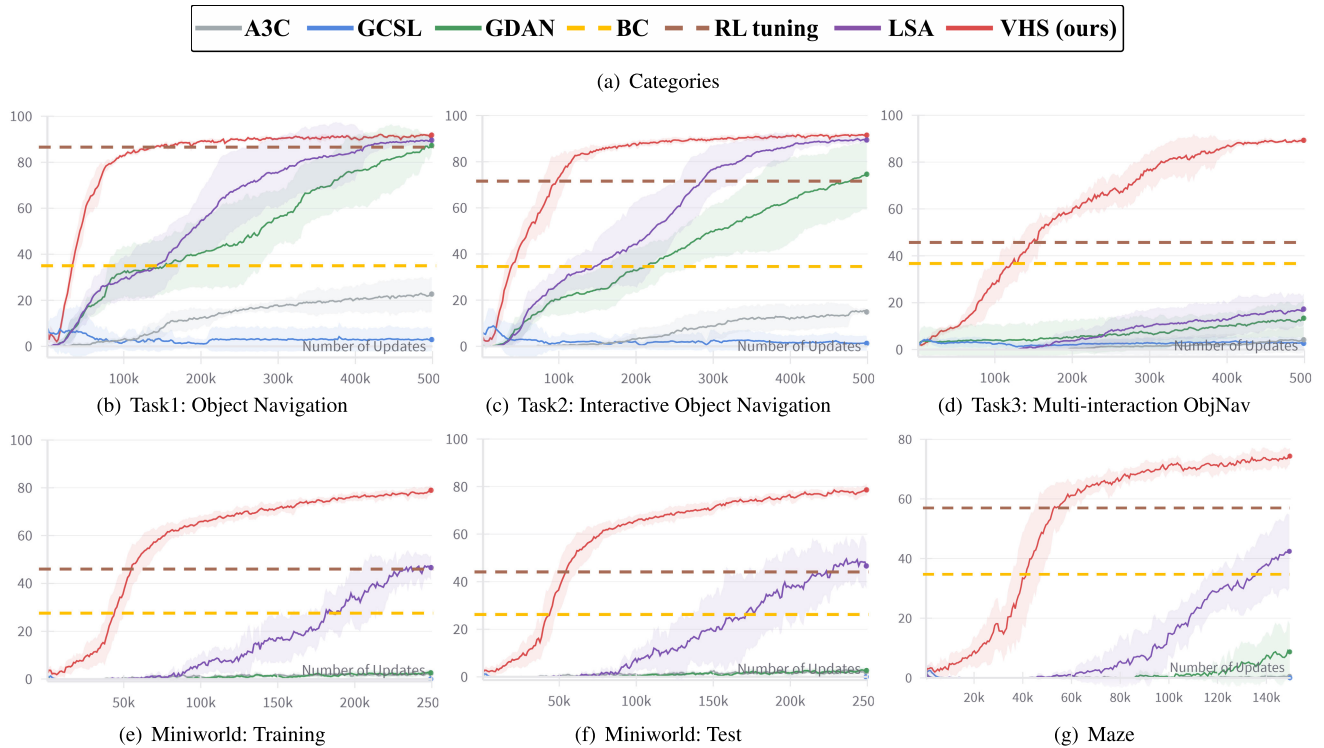 A3C GCSL GDAN BC RL tuning LSA VHS (ours)
(a) Categories
100
80
60
40
20
0
Number of Updates
100k 200k 300k 400k 500
(b) Task1: Object Navigation
100
80
60
40
20
0
Number of Updates
100k 200k 300k 400k 500
(c) Task2: Interactive Object Navigation
100
80
60
40
20
0
Number of Updates
100k 200k 300k 400k 500
(d) Task3: Multi-interaction ObjNav
100
80
60
40
20
0
Number of Updates
50k 100k 150k 200k 250
(e) Miniworld: Training
100
80
60
40
20
0
Number of Updates
50k 100k 150k 200k 250
(f) Miniworld: Test
80
60
40
20
0
Number of Updates
20k 40k 60k 80k 100k 120k 140k
(g) Maze